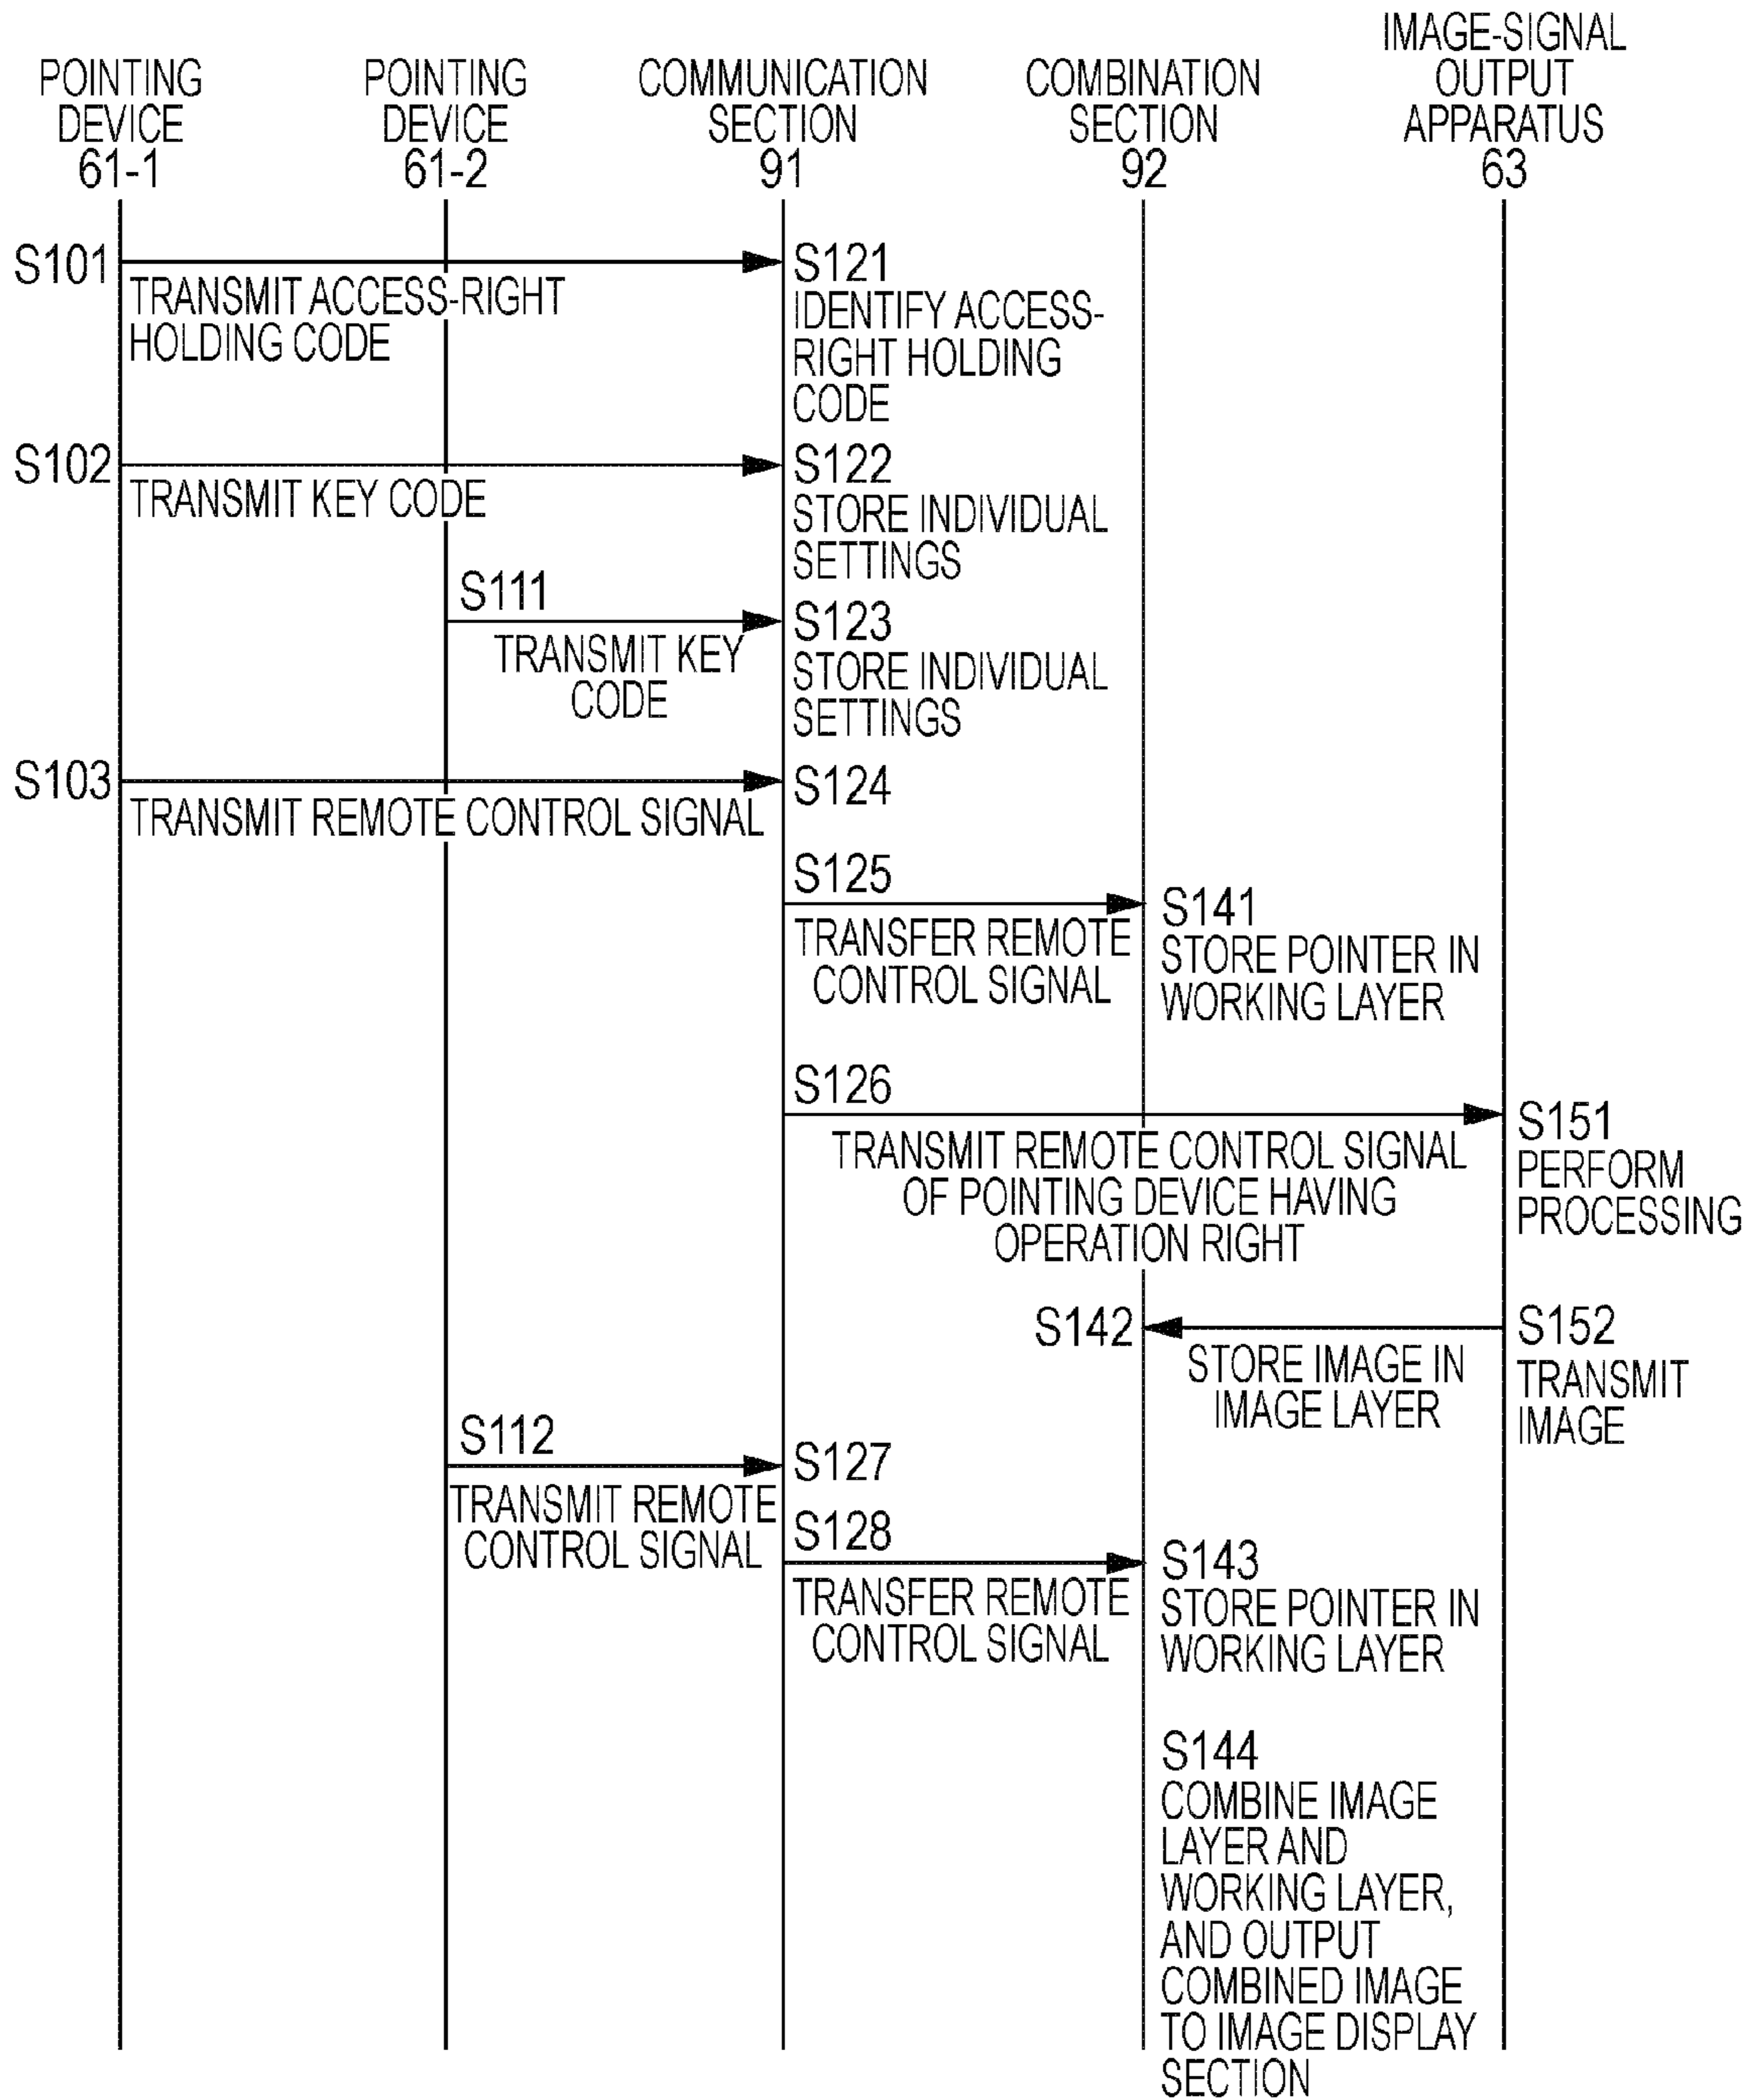 POINTING
DEVICE
61-1
POINTING
DEVICE
61-2
COMMUNICATION
SECTION
91
COMBINATION
SECTION
92
IMAGE-SIGNAL
OUTPUT
APPARATUS
63
S101
TRANSMIT ACCESS-RIGHT
HOLDING CODE
S121
IDENTIFY ACCESS-
RIGHT HOLDING
CODE
S102
TRANSMIT KEY CODE
S122
STORE INDIVIDUAL
SETTINGS
S111
TRANSMIT KEY
CODE
S123
STORE INDIVIDUAL
SETTINGS
S103
TRANSMIT REMOTE CONTROL SIGNAL
S124
S125
TRANSFER REMOTE
CONTROL SIGNAL
S141
STORE POINTER IN
WORKING LAYER
S126
TRANSMIT REMOTE CONTROL SIGNAL
OF POINTING DEVICE HAVING
OPERATION RIGHT
S151
PERFORM
PROCESSING
S142
STORE IMAGE IN
IMAGE LAYER
S152
TRANSMIT
IMAGE
S112
TRANSMIT REMOTE
CONTROL SIGNAL
S127
S128
TRANSFER REMOTE
CONTROL SIGNAL
S143
STORE POINTER IN
WORKING LAYER
S144
COMBINE IMAGE
LAYER AND
WORKING LAYER,
AND OUTPUT
COMBINED IMAGE
TO IMAGE DISPLAY
SECTION